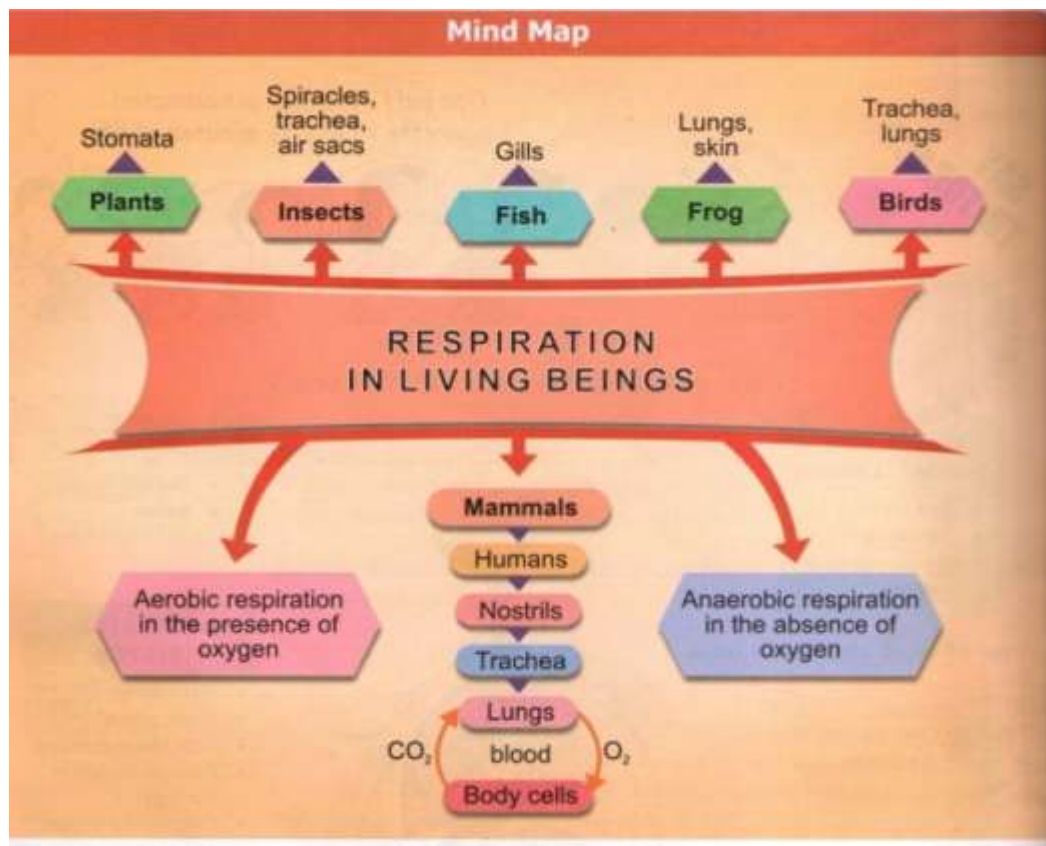 Mind Map
Stomata
Spiracles,
trachea,
air sacs
Gills
Lungs,
skin
Trachea,
lungs
Plants
Insects
Fish
Frog
Birds
RESPIRATION
IN LIVING BEINGS
Aerobic respiration
in the presence of
oxygen
Mammals
Humans
Nostrils
Trachea
Lungs
CO₂
blood
O₂
Body cells
Anaerobic respiration
in the absence of
oxygen